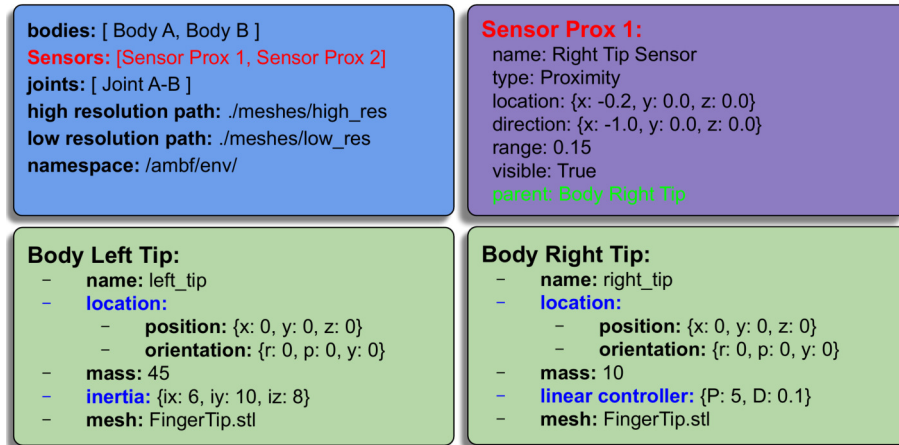 bodies: [ Body A, Body B ]
Sensors: [Sensor Prox 1, Sensor Prox 2]
joints: [ Joint A-B ]
high resolution path: ./meshes/high_res
low resolution path: ./meshes/low_res
namespace: /ambf/env/
Sensor Prox 1:
name: Right Tip Sensor
type: Proximity
location: {x: -0.2, y: 0.0, z: 0.0}
direction: {x: -1.0, y: 0.0, z: 0.0}
range: 0.15
visible: True
parent: Body Right Tip
Body Left Tip:
- name: left_tip
- location:
- position: {x: 0, y: 0, z: 0}
- orientation: {r: 0, p: 0, y: 0}
- mass: 45
- inertia: {ix: 6, iy: 10, iz: 8}
- mesh: FingerTip.stl
Body Right Tip:
- name: right_tip
- location:
- position: {x: 0, y: 0, z: 0}
- orientation: {r: 0, p: 0, y: 0}
- mass: 10
- linear controller: {P: 5, D: 0.1}
- mesh: FingerTip.stl